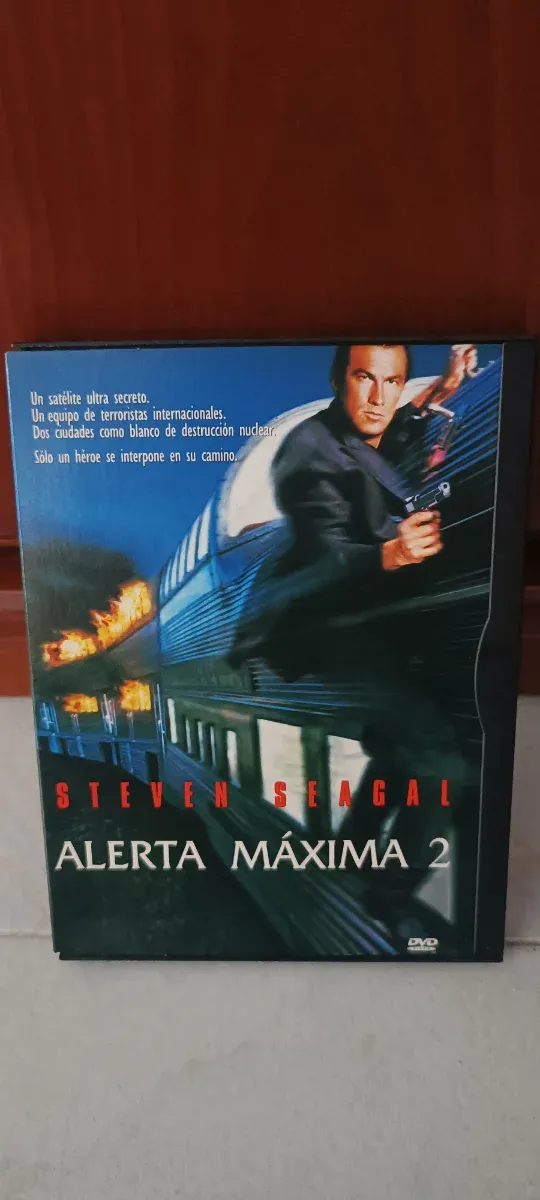 Un satélite ultra secreto.
Un equipo de terroristas internacionales.
Dos ciudades como blanco de destrucción nuclear.
Sólo un héroe se interpone en su camino.
STEVEN SEAGAL
ALERTA MÁXIMA 2
DVD
VIDEO